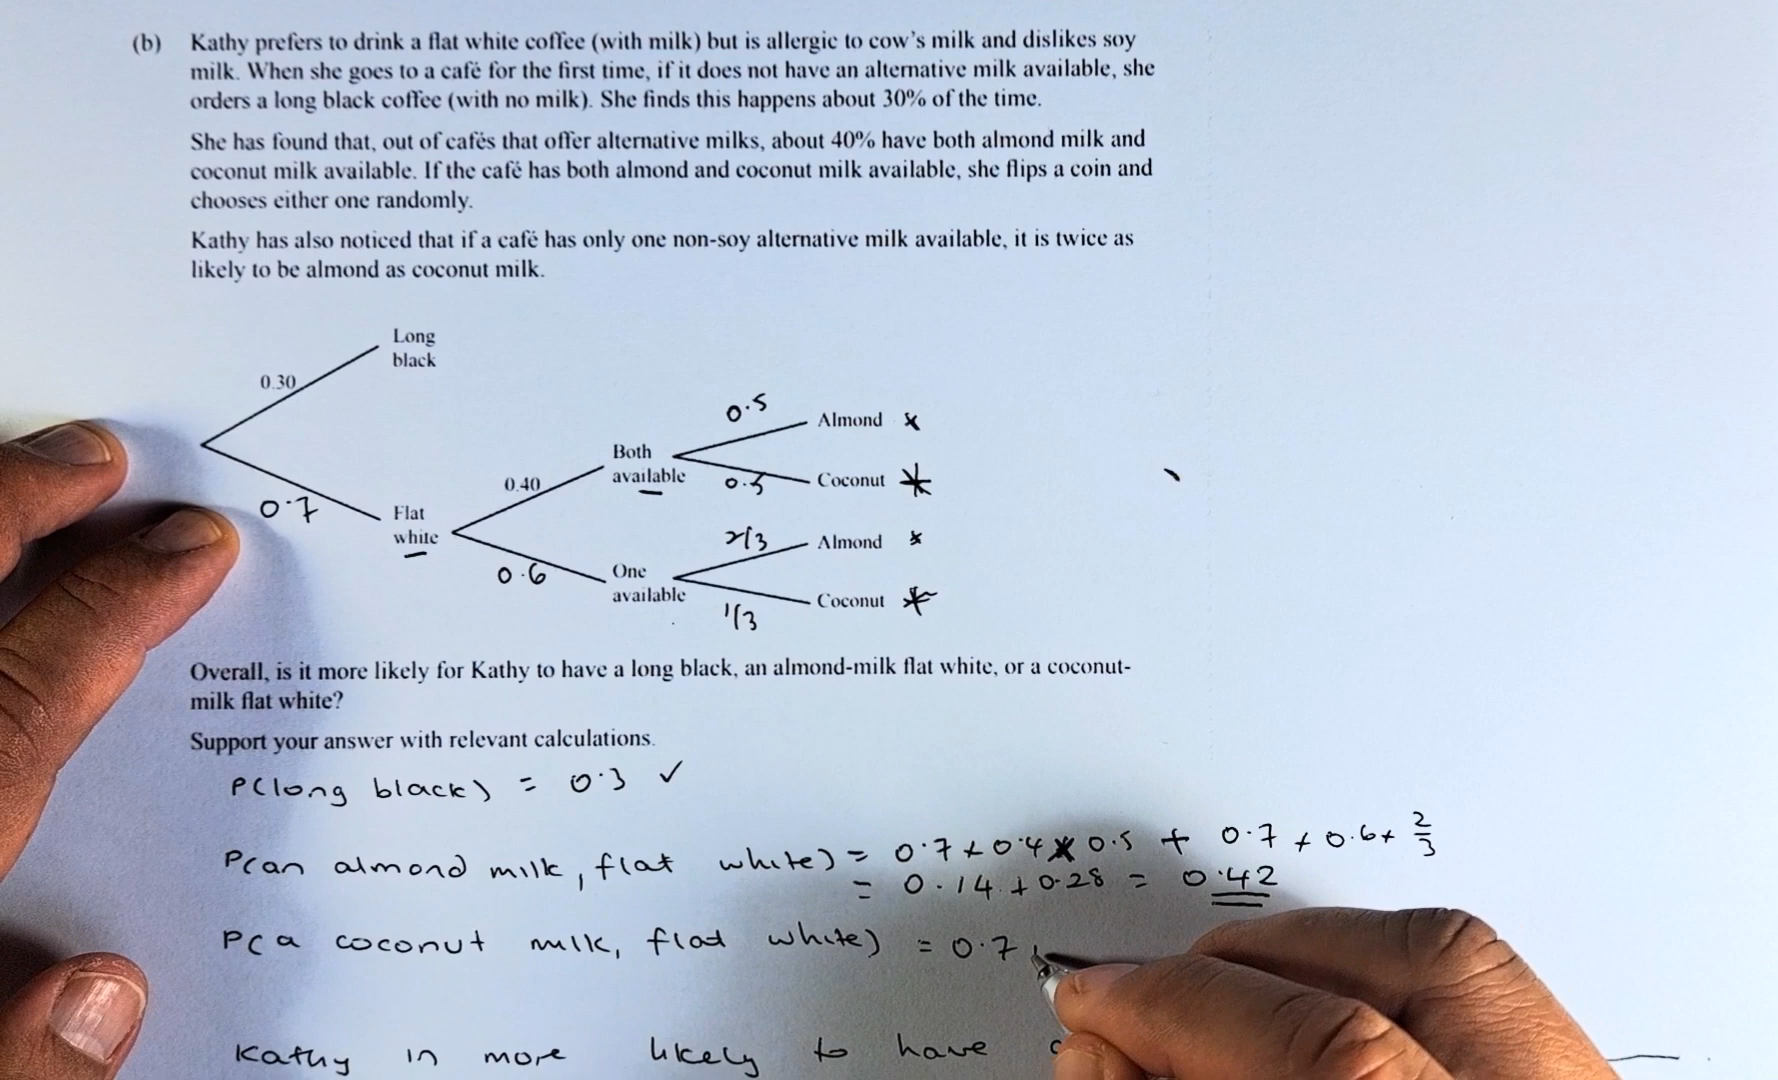 (b) Kathy prefers to drink a flat white coffee (with milk) but is allergic to cow's milk and dislikes soy
milk. When she goes to a café for the first time, if it does not have an alternative milk available, she
orders a long black coffee (with no milk). She finds this happens about 30% of the time.
She has found that, out of cafés that offer alternative milks, about 40% have both almond milk and
coconut milk available. If the café has both almond and coconut milk available, she flips a coin and
chooses either one randomly.
Kathy has also noticed that if a café has only one non-soy alternative milk available, it is twice as
likely to be almond as coconut milk.
Long
black
0.30
0.7
Flat
white
0.40
0.6
Both
available
0.5
Almond
0.5
Coconut
One
available
2/3
Almond
1/3
Coconut
Overall, is it more likely for Kathy to have a long black, an almond-milk flat white, or a coconut-
milk flat white?
Support your answer with relevant calculations.
P(long black) = 0.3 ✓
P(an almond milk, flat white) = 0.7 × 0.4 × 0.5 + 0.7 × 0.6 × 2/3
= 0.14 + 0.28 = 0.42
P(a coconut milk, flat white) = 0.7
Kathy in more likely to have